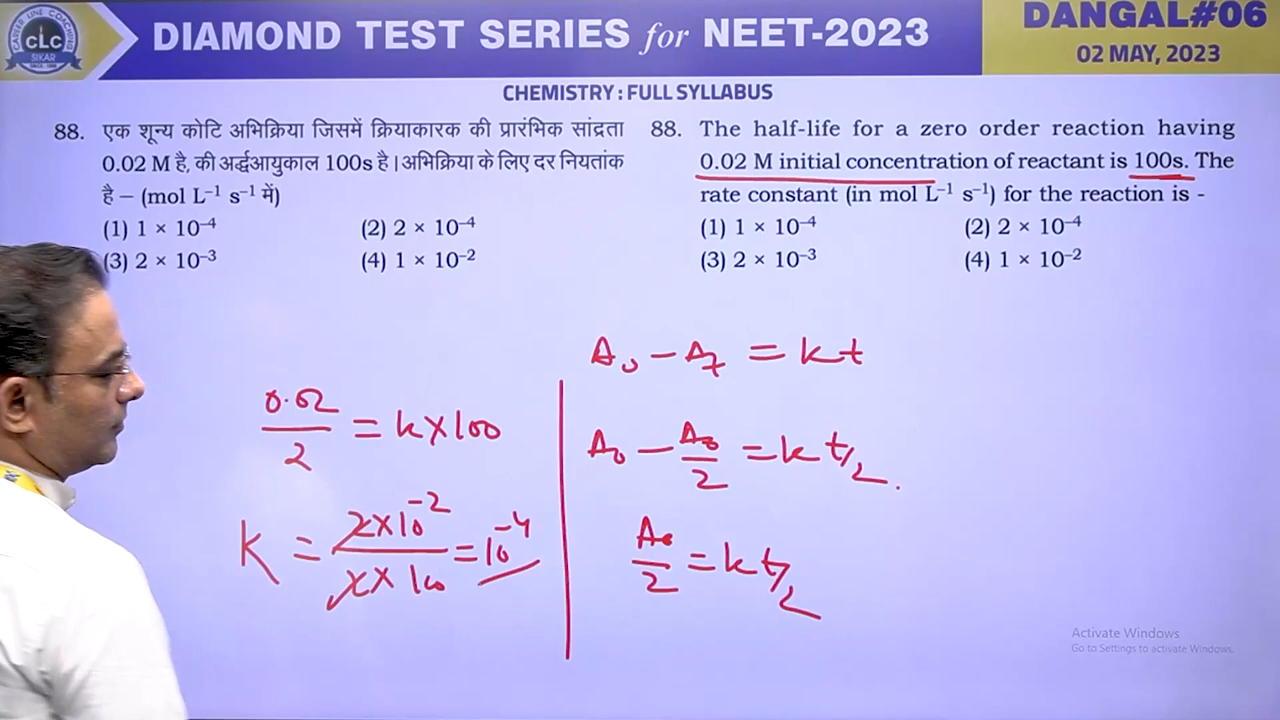 CAREER LINE COACHING
CLC
SIKAR
DIAMOND TEST SERIES for NEET-2023
DANGAL#06
02 MAY, 2023
CHEMISTRY : FULL SYLLABUS
88. एक शून्य कोटि अभिक्रिया जिसमें क्रियाकारक की प्रारंभिक सांद्रता
0.02 M है, की अर्द्धआयुकाल 100s है। अभिक्रिया के लिए दर नियतांक
है – (mol L⁻¹ s⁻¹ में)
(1) 1 × 10⁻⁴ (2) 2 × 10⁻⁴
(3) 2 × 10⁻³ (4) 1 × 10⁻²
88. The half-life for a zero order reaction having
0.02 M initial concentration of reactant is 100s. The
rate constant (in mol L⁻¹ s⁻¹) for the reaction is -
(1) 1 × 10⁻⁴ (2) 2 × 10⁻⁴
(3) 2 × 10⁻³ (4) 1 × 10⁻²
A₀ – Aₜ = kt
A₀ – A₀/2 = k t½.
A₀/2 = k t½
0.02/2 = k × 100
K = 2×10⁻²/2×100 = 10⁻⁴
Activate Windows
Go to Settings to activate Windows.